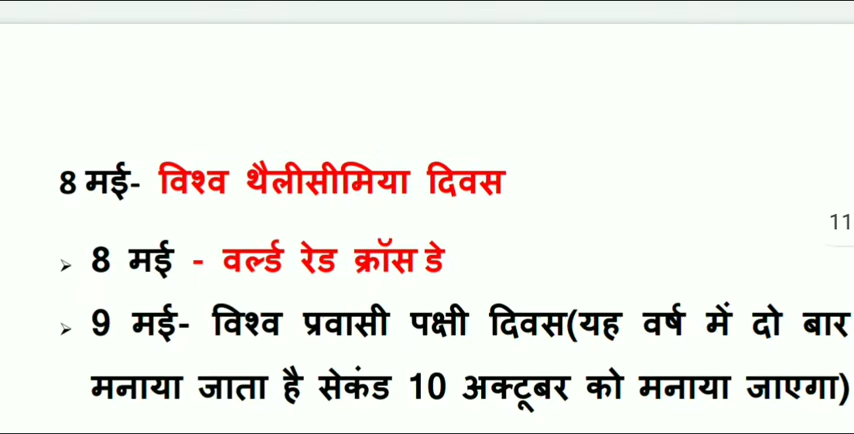 8 मई- विश्व थैलीसीमिया दिवस
11
➢ 8 मई - वर्ल्ड रेड क्रॉस डे
➢ 9 मई- विश्व प्रवासी पक्षी दिवस(यह वर्ष में दो बार
मनाया जाता है सेकंड 10 अक्टूबर को मनाया जाएगा)